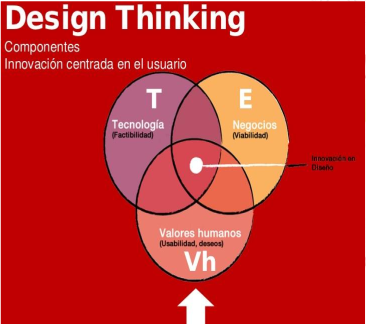 Design Thinking
Componentes
Innovación centrada en el usuario
T
E
Tecnología
(Factibilidad)
Negocios
(Viabilidad)
Innovación en
Diseño
Valores humanos
(Usabilidad, deseos)
Vh